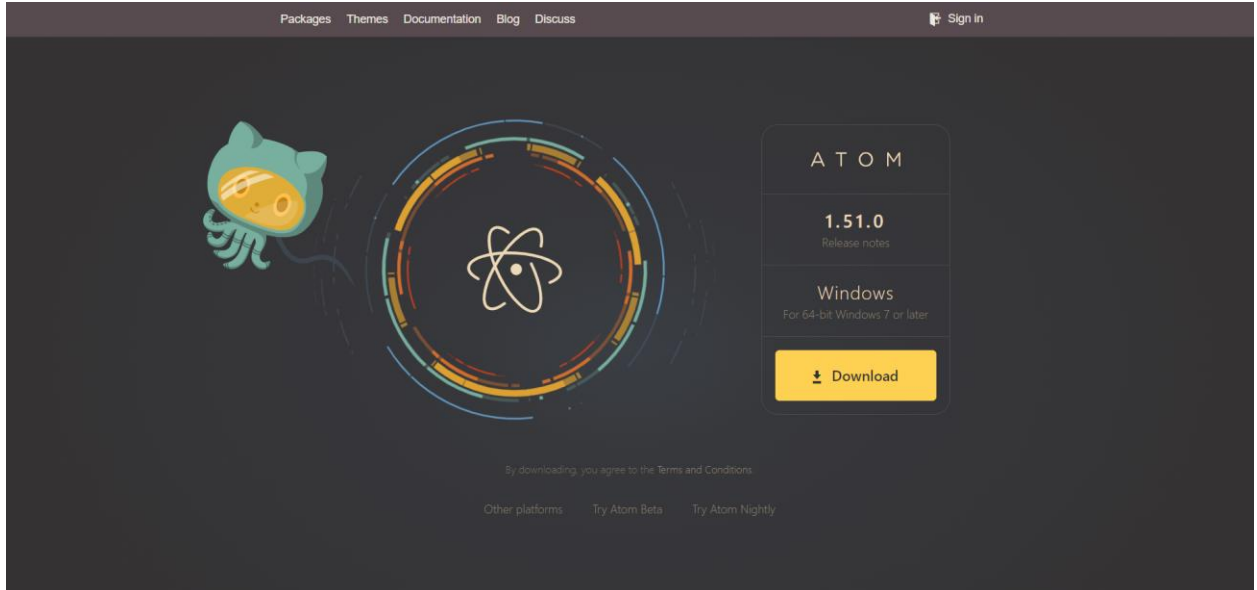 Packages Themes Documentation Blog Discuss Sign in
ATOM
1.51.0
Release notes
Windows
For 64-bit Windows 7 or later
Download
By downloading, you agree to the Terms and Conditions.
Other platforms Try Atom Beta Try Atom Nightly